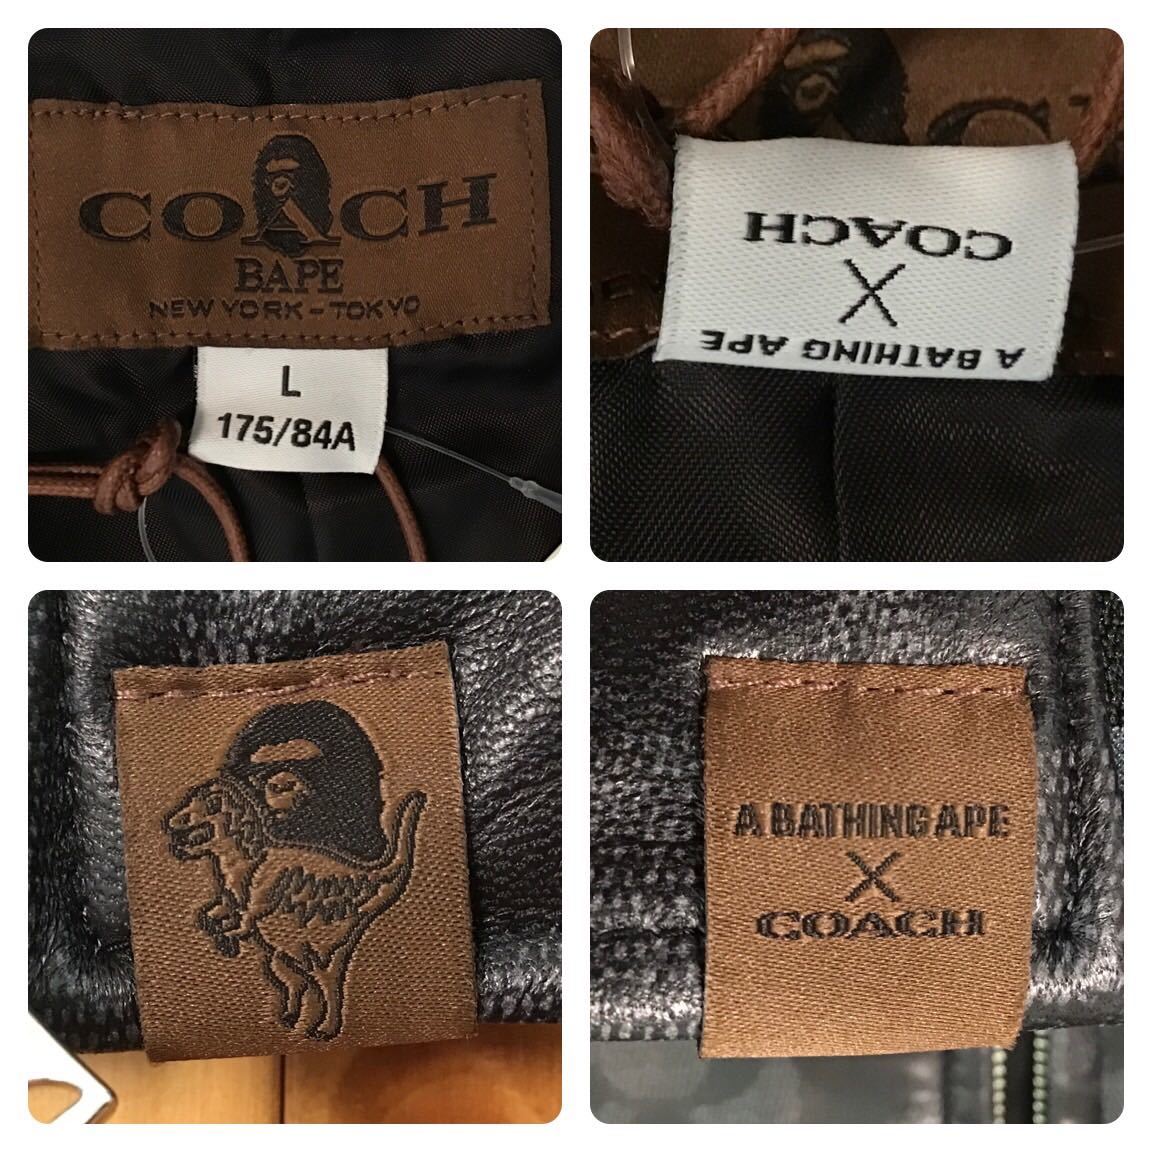 COACH
BAPE
NEW YORK - TOKYO
L
175/84A
COACH
X
A BATHING APE
A BATHING APE
X
COACH